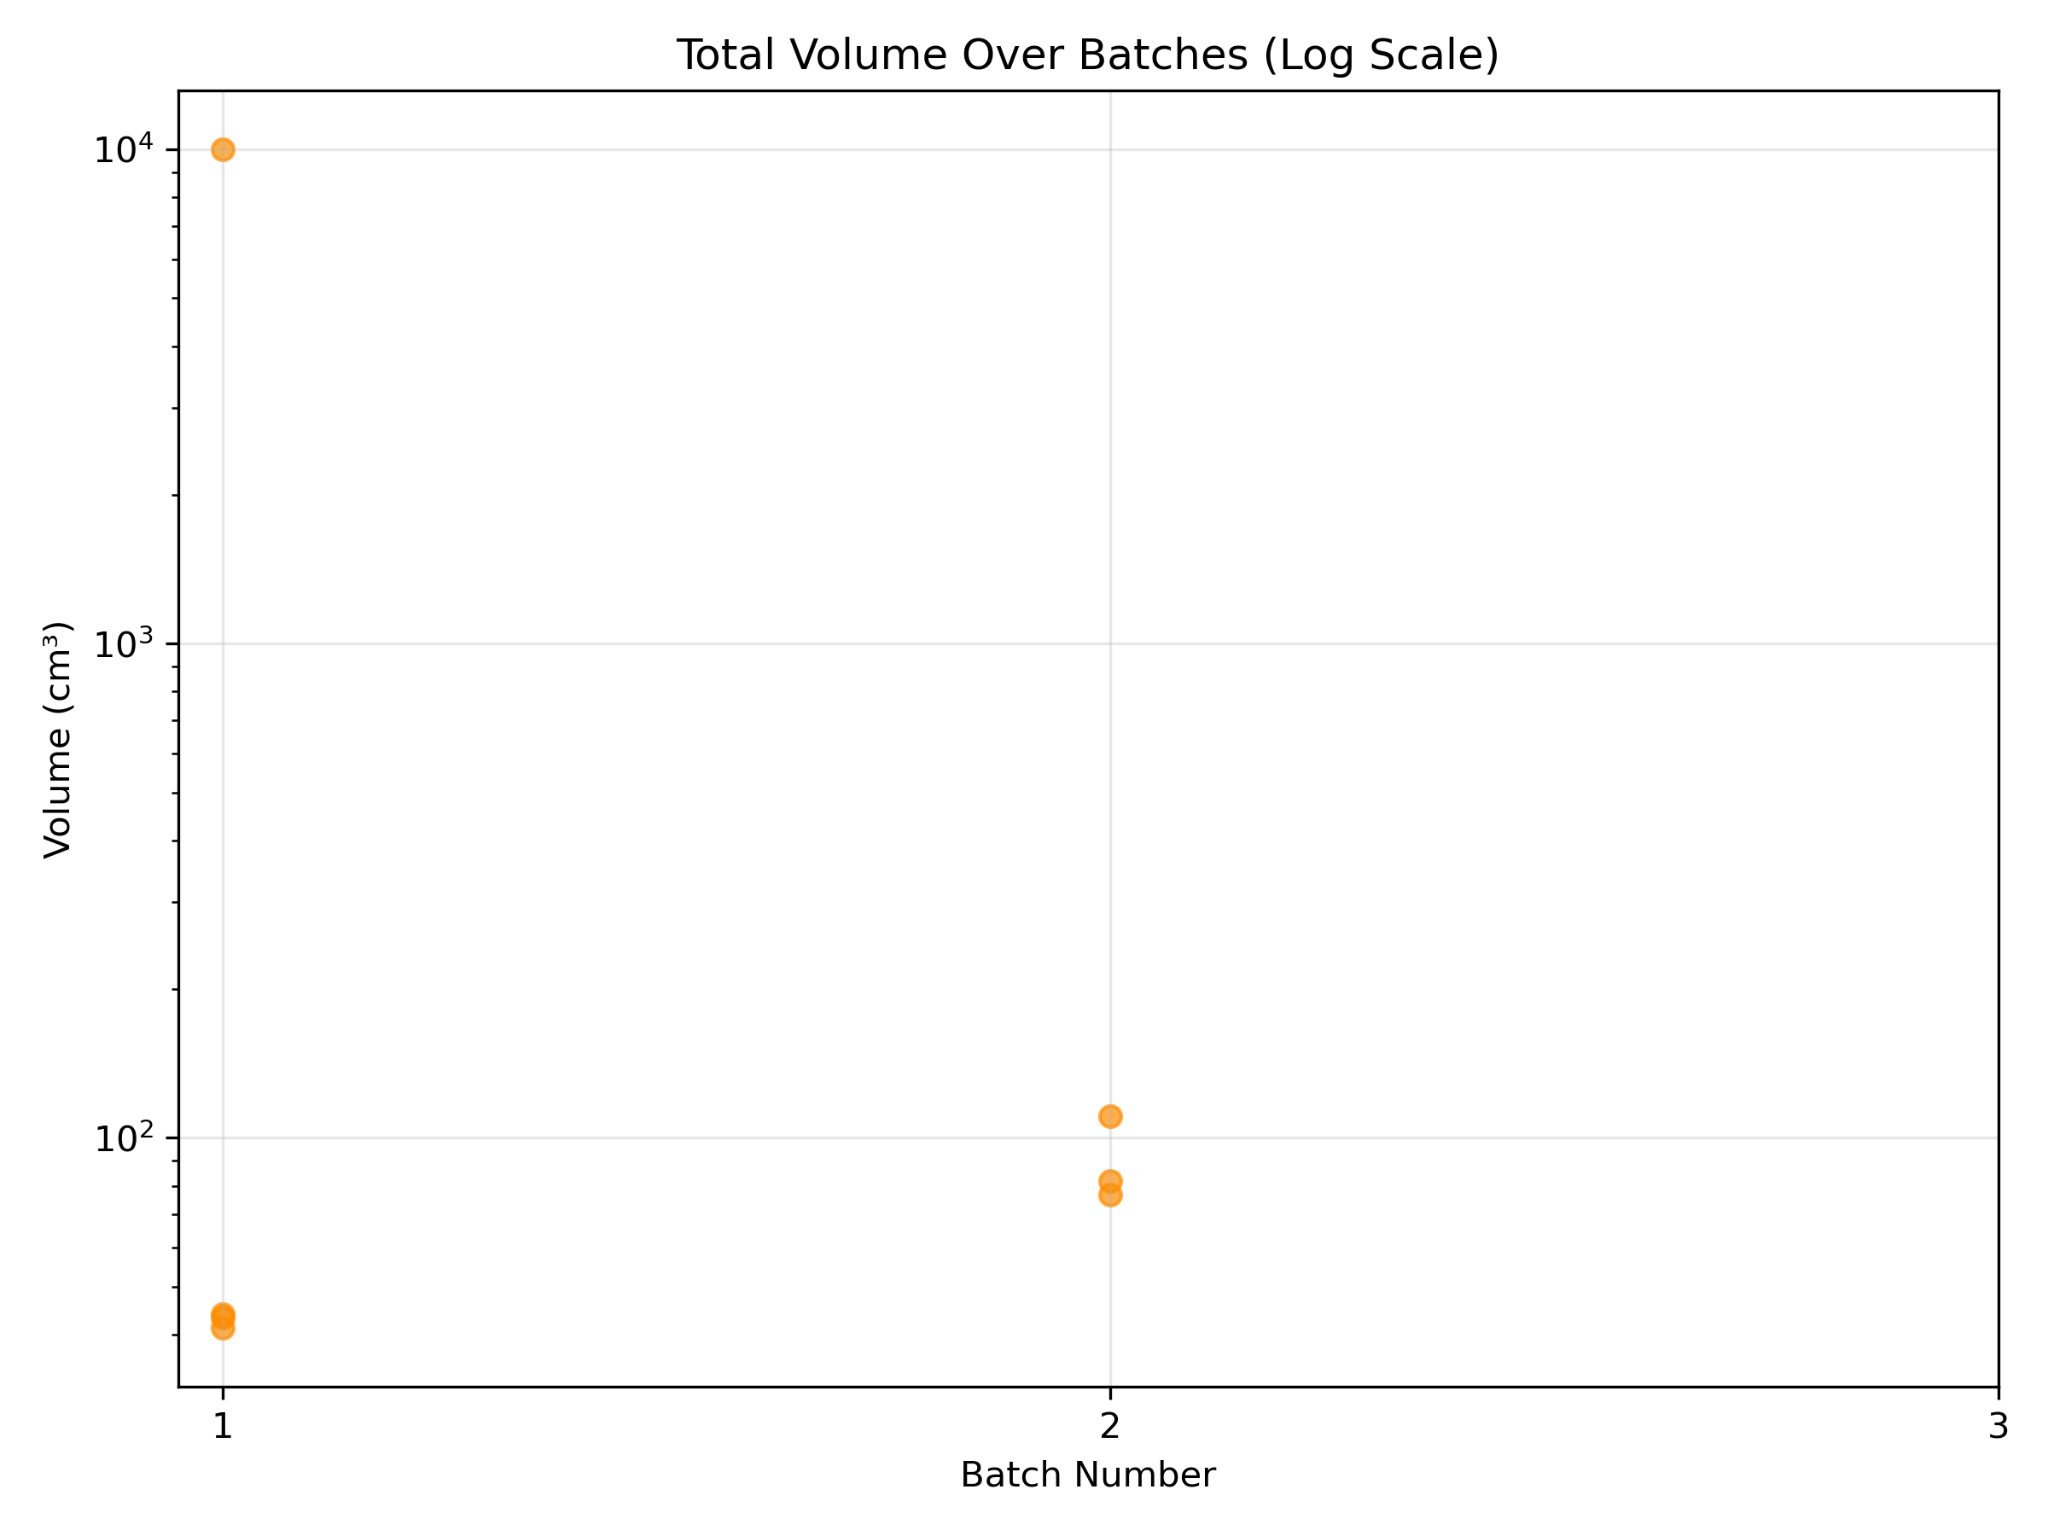 Total Volume Over Batches (Log Scale)
10⁴
10³
10²
Volume (cm³)
1 2 3
Batch Number